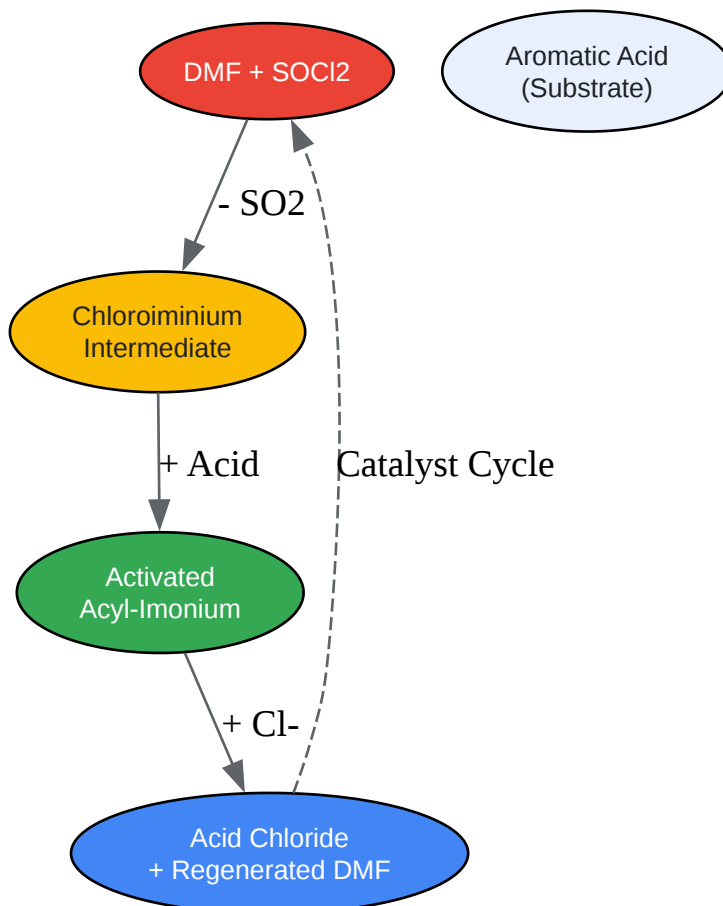 DMF + SOCl2
Aromatic Acid
(Substrate)
- SO2
Chloroiminium
Intermediate
+ Acid
Catalyst Cycle
Activated
Acyl-Imonium
+ Cl-
Acid Chloride
+ Regenerated DMF